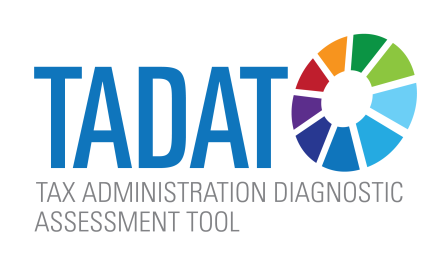 TADAT
TAX ADMINISTRATION DIAGNOSTIC
ASSESSMENT TOOL